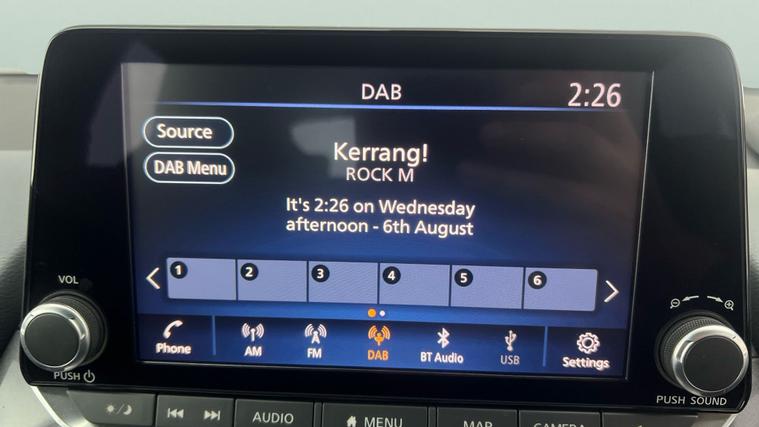 DAB 2:26
Source
DAB Menu
Kerrang!
ROCK M
It's 2:26 on Wednesday
afternoon - 6th August
1 2 3 4 5 6
VOL
Phone AM FM DAB BT Audio USB Settings
PUSH
PUSH SOUND
AUDIO MENU MAP CAMERA